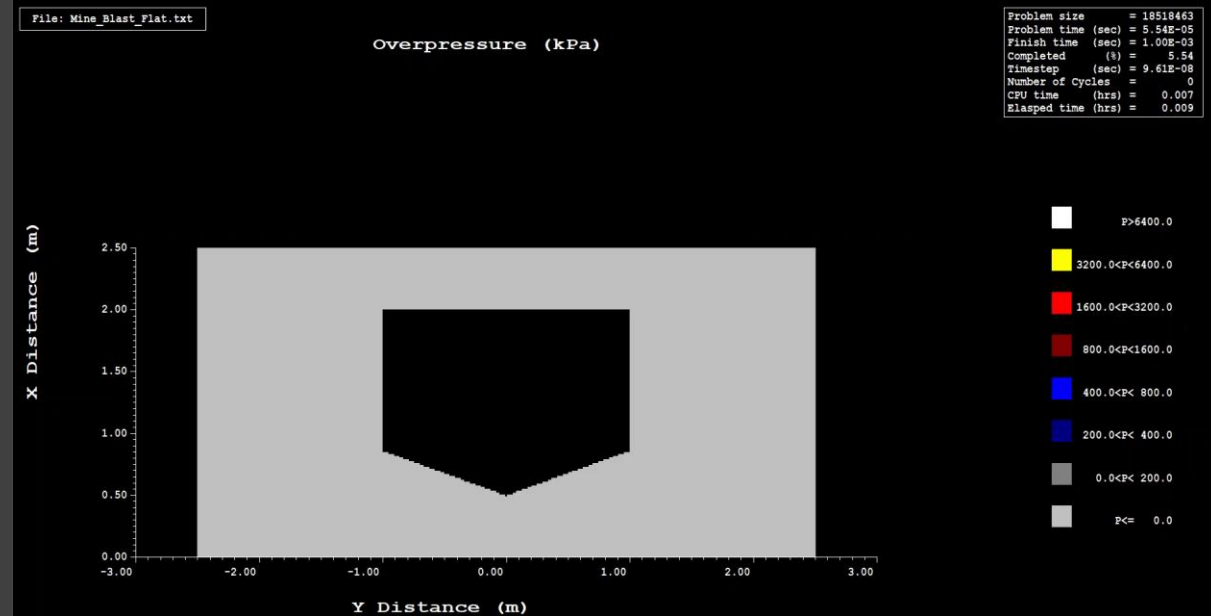 File: Mine_Blast_Flat.txt
Overpressure (kPa)
Problem size = 18518463
Problem time (sec) = 5.54E-05
Finish time (sec) = 1.00E-03
Completed (%) = 5.54
Timestep (sec) = 9.61E-08
Number of Cycles = 0
CPU time (hrs) = 0.007
Elasped time (hrs) = 0.009
P>6400.0
3200.0<P<6400.0
1600.0<P<3200.0
800.0<P<1600.0
400.0<P< 800.0
200.0<P< 400.0
0.0<P< 200.0
P<= 0.0
X Distance (m)
2.50
2.00
1.50
1.00
0.50
0.00
-3.00 -2.00 -1.00 0.00 1.00 2.00 3.00
Y Distance (m)